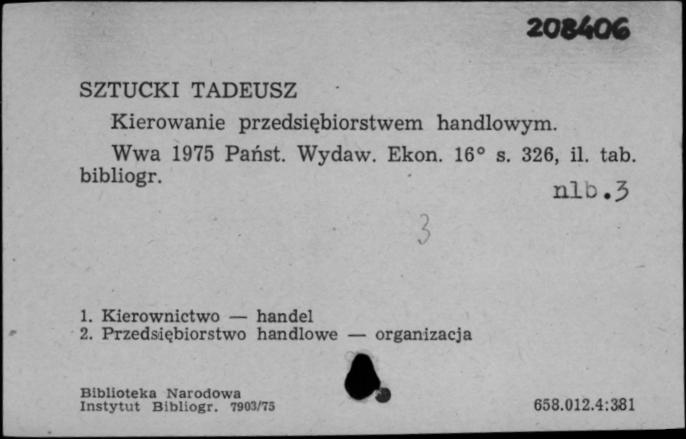 208406
SZTUCKI TADEUSZ
Kierowanie przedsiębiorstwem handlowym.
Wwa 1975 Państ. Wydaw. Ekon. 16° s. 326, il. tab.
bibliogr.
nlb.3
3
1. Kierownictwo — handel
2. Przedsiębiorstwo handlowe — organizacja
Biblioteka Narodowa
Instytut Bibliogr. 7903/75
658.012.4:381